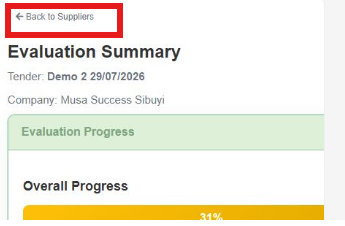 ← Back to Suppliers
Evaluation Summary
Tender: Demo 2 29/07/2026
Company: Musa Success Sibuyi
Evaluation Progress
Overall Progress
31%